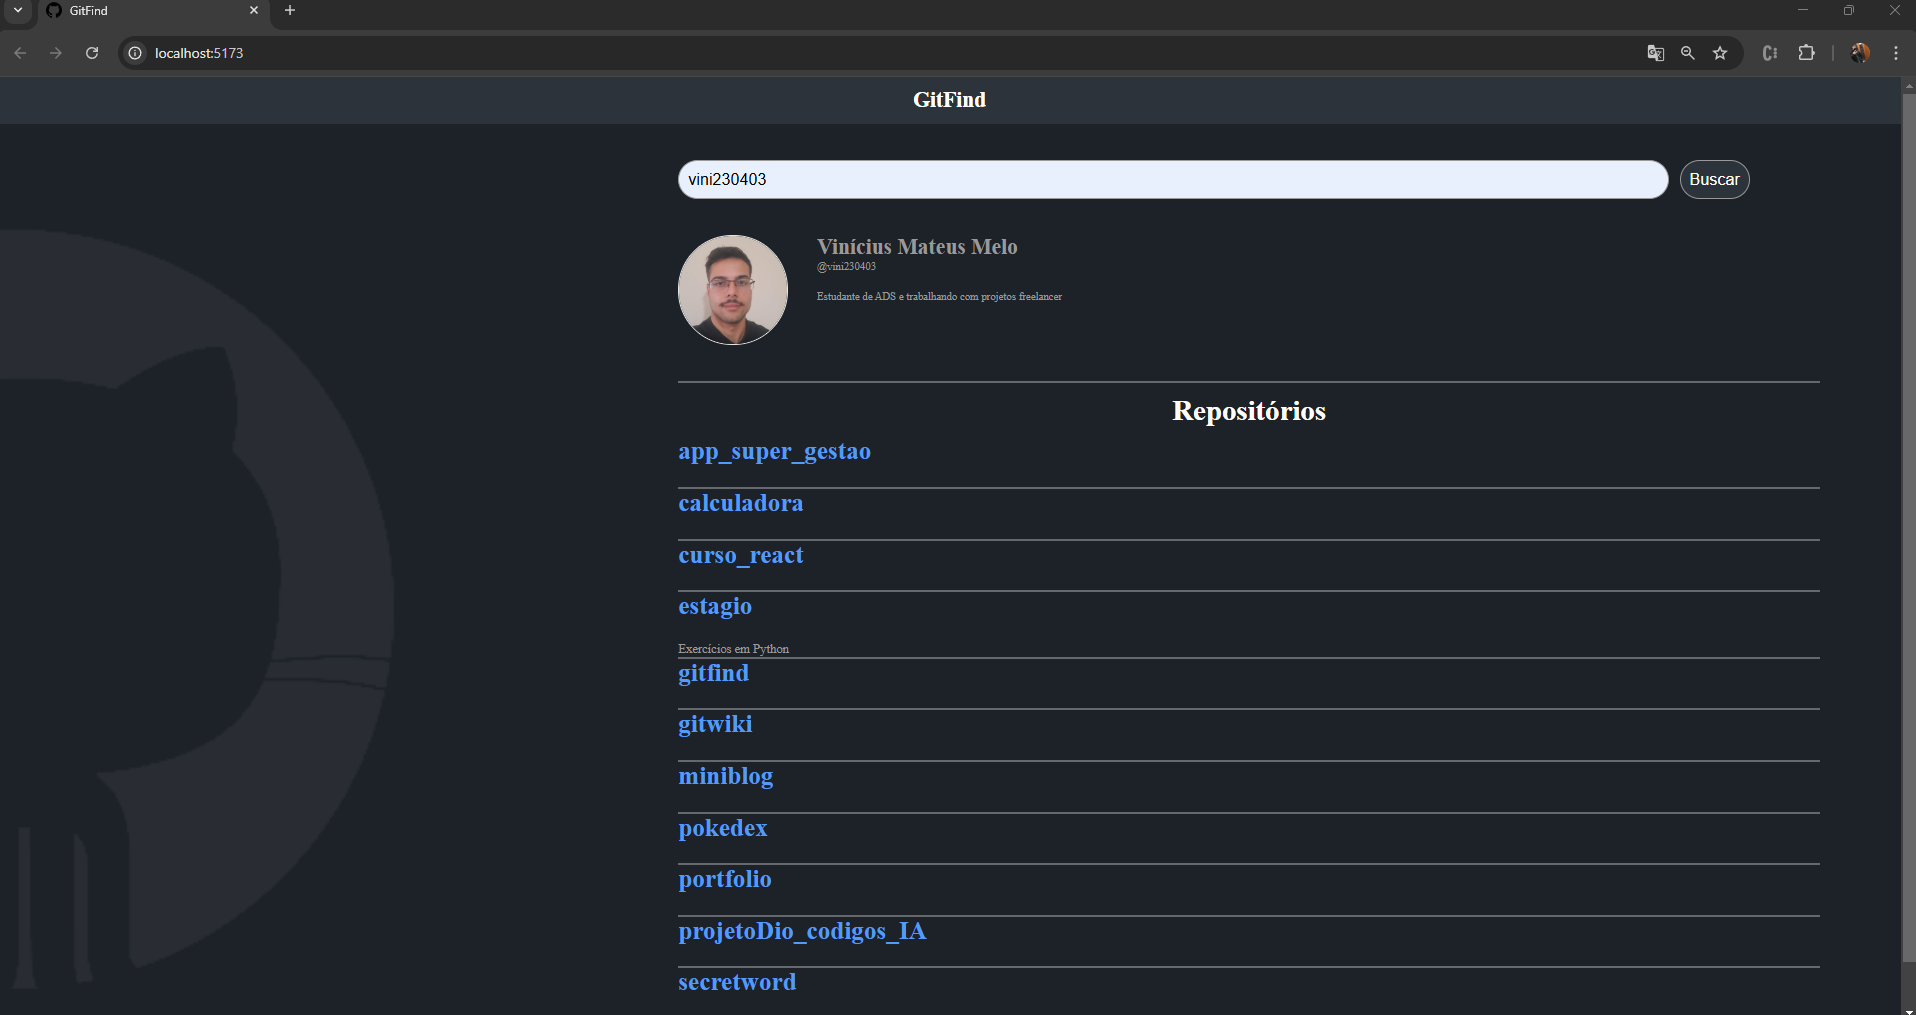 GitFind
localhost:5173
GitFind
vini230403
Buscar
Vinícius Mateus Melo
@vini230403
Estudante de ADS e trabalhando com projetos freelancer
Repositórios
app_super_gestao
calculadora
curso_react
estagio
Exercícios em Python
gitfind
gitwiki
miniblog
pokedex
portfolio
projetoDio_codigos_IA
secretword